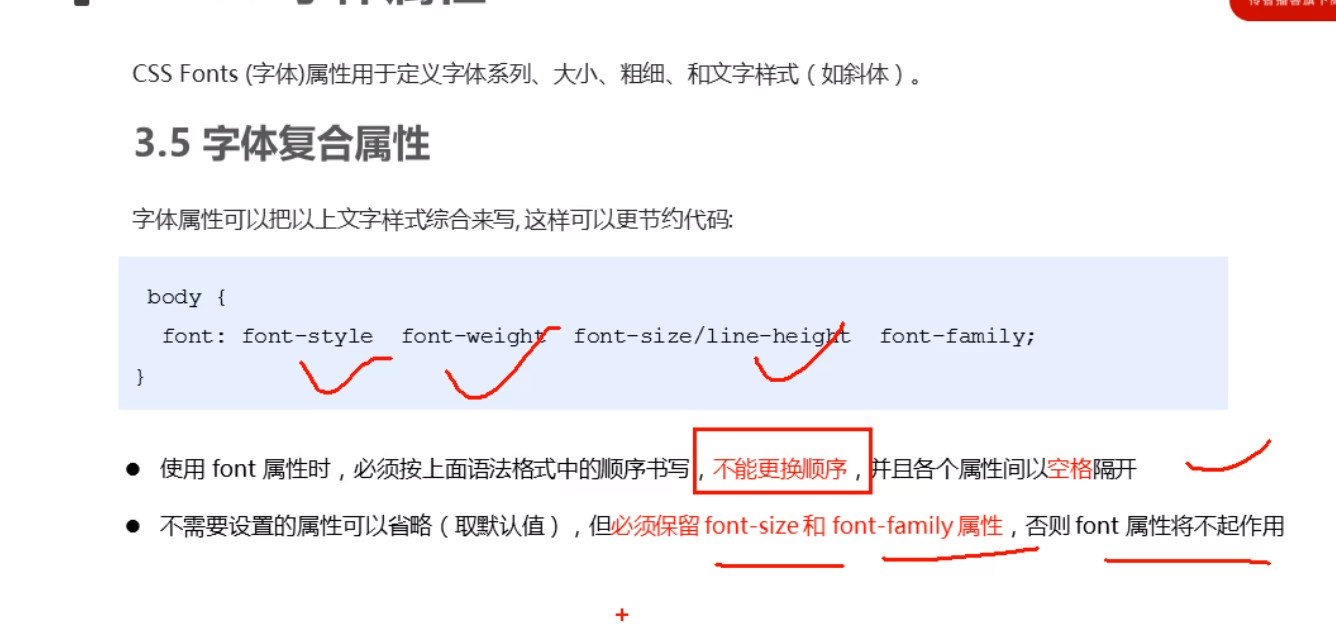 CSS Fonts (字体)属性用于定义字体系列、大小、粗细、和文字样式（如斜体）。
3.5 字体复合属性
字体属性可以把以上文字样式综合来写, 这样可以更节约代码:
body {
font: font-style font-weight font-size/line-height font-family;
}
● 使用 font 属性时，必须按上面语法格式中的顺序书写，不能更换顺序，并且各个属性间以空格隔开
● 不需要设置的属性可以省略（取默认值），但必须保留 font-size 和 font-family 属性，否则 font 属性将不起作用